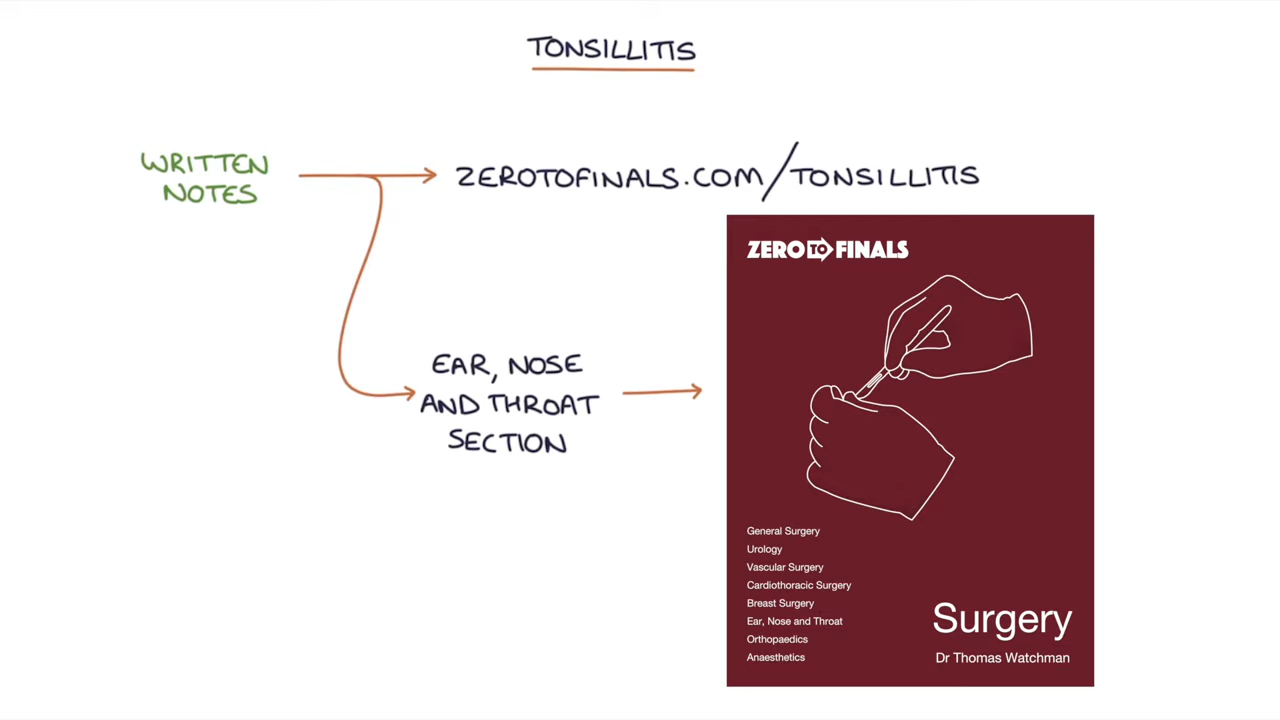 TONSILLITIS
WRITTEN
NOTES
ZEROTOFINALS.COM/TONSILLITIS
EAR, NOSE
AND THROAT
SECTION
ZERO TO FINALS
General Surgery
Urology
Vascular Surgery
Cardiothoracic Surgery
Breast Surgery
Ear, Nose and Throat
Orthopaedics
Anaesthetics
Surgery
Dr Thomas Watchman